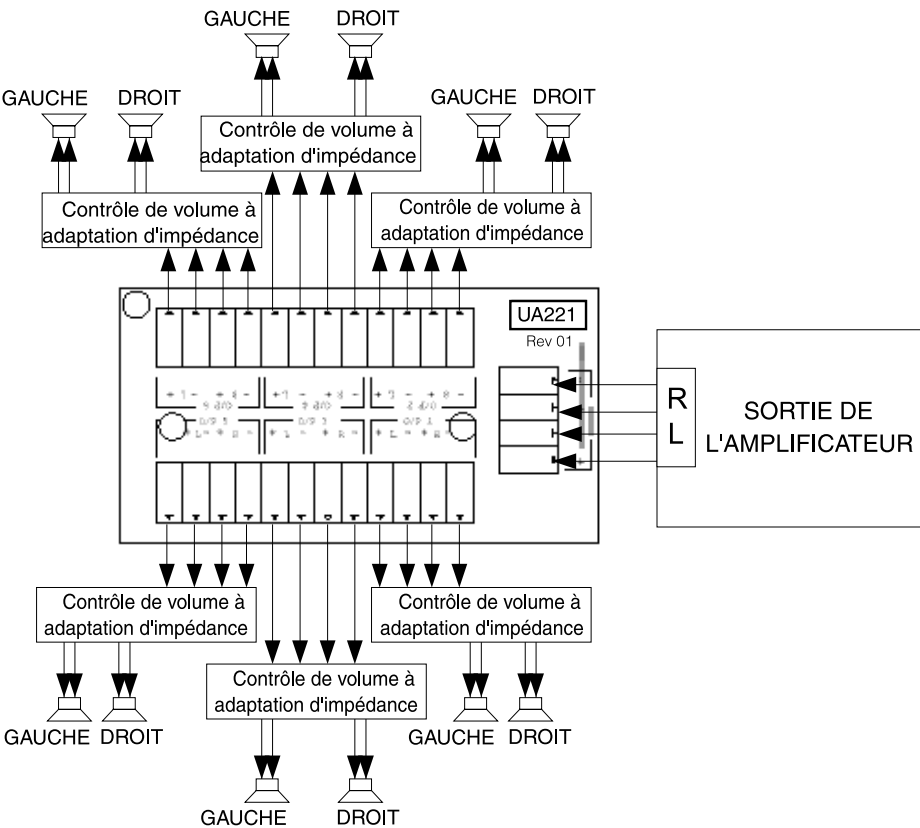 GAUCHE DROIT
GAUCHE DROIT
GAUCHE DROIT
Contrôle de volume à
adaptation d'impédance
Contrôle de volume à
adaptation d'impédance
Contrôle de volume à
adaptation d'impédance
UA221
Rev 01
R
L
SORTIE DE
L'AMPLIFICATEUR
Contrôle de volume à
adaptation d'impédance
Contrôle de volume à
adaptation d'impédance
Contrôle de volume à
adaptation d'impédance
GAUCHE DROIT
GAUCHE DROIT
GAUCHE DROIT